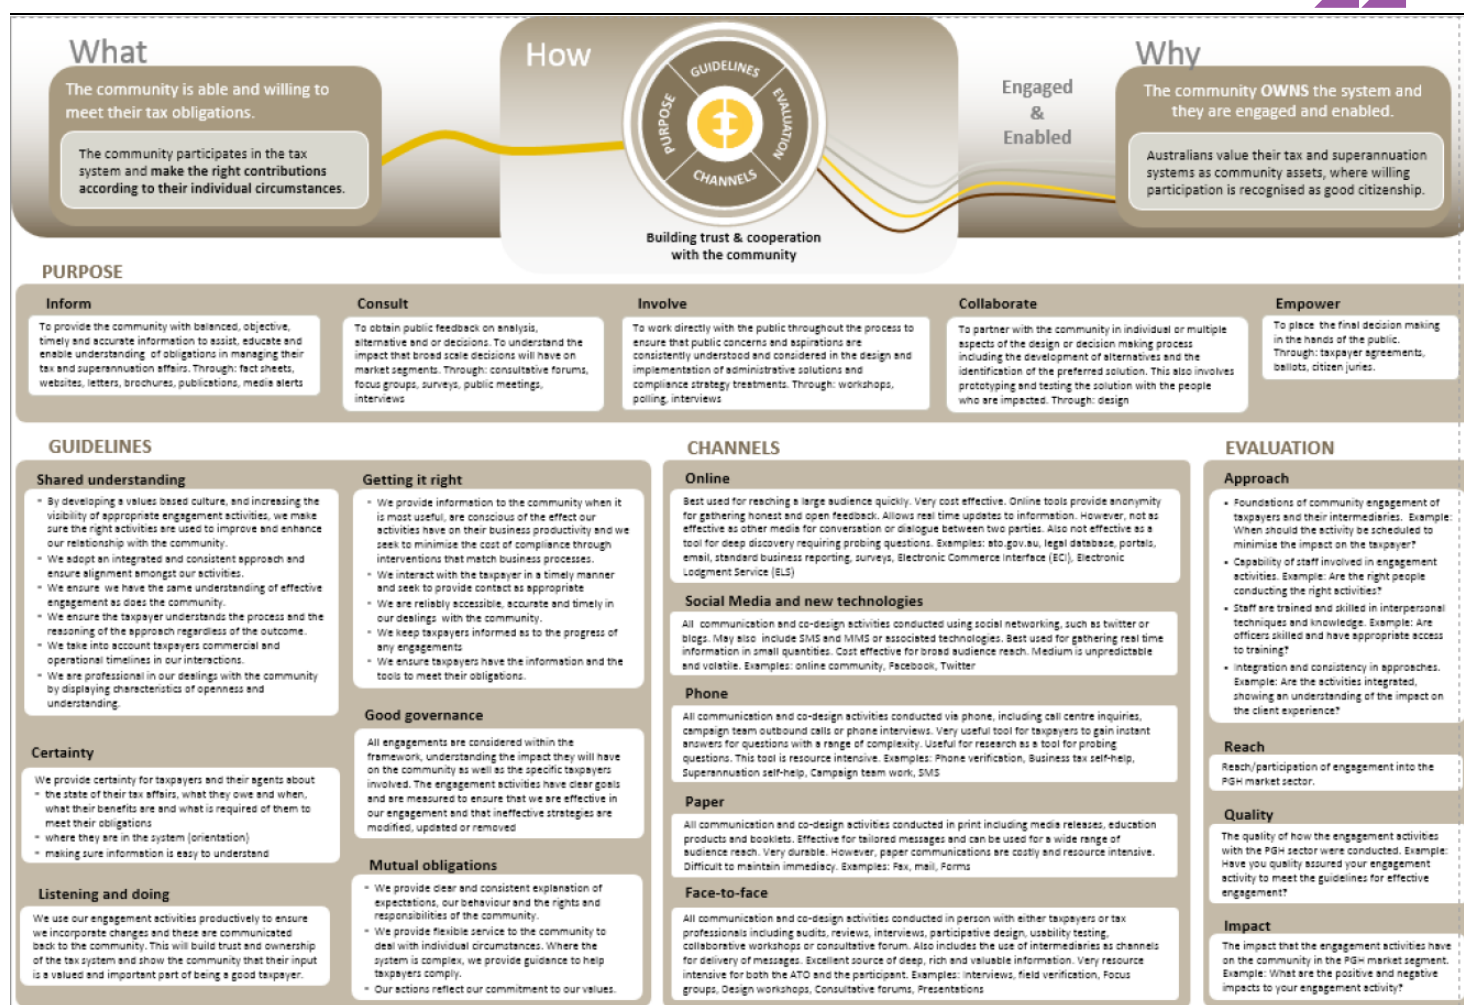 What
The community is able and willing to
meet their tax obligations.
The community participates in the tax
system and make the right contributions
according to their individual circumstances.
How
GUIDELINES
EVALUATION
CHANNELS
PURPOSE
Building trust & cooperation
with the community
Engaged
&
Enabled
Why
The community OWNS the system and
they are engaged and enabled.
Australians value their tax and superannuation
systems as community assets, where willing
participation is recognised as good citizenship.
PURPOSE
Inform
To provide the community with balanced, objective,
timely and accurate information to assist, educate and
enable understanding of obligations in managing their
tax and superannuation affairs. Through: fact sheets,
websites, letters, brochures, publications, media alerts
Consult
To obtain public feedback on analysis,
alternative and or decisions. To understand the
impact that broad scale decisions will have on
market segments. Through: consultative forums,
focus groups, surveys, public meetings,
interviews
Involve
To work directly with the public throughout the process to
ensure that public concerns and aspirations are
consistently understood and considered in the design and
implementation of administrative solutions and
compliance strategy treatments. Through: workshops,
polling, interviews
Collaborate
To partner with the community in individual or multiple
aspects of the design or decision making process
including the development of alternatives and the
identification of the preferred solution. This also involves
prototyping and testing the solution with the people
who are impacted. Through: design
Empower
To place the final decision making
in the hands of the public.
Through: taxpayer agreements,
ballots, citizen juries.
GUIDELINES
Shared understanding
- By developing a values based culture, and increasing the
visibility of appropriate engagement activities, we make
sure the right activities are used to improve and enhance
our relationship with the community.
- We adopt an integrated and consistent approach and
ensure alignment amongst our activities.
- We ensure we have the same understanding of effective
engagement as does the community.
- We ensure the taxpayer understands the process and the
reasoning of the approach regardless of the outcome.
- We take into account taxpayers commercial and
operational timelines in our interactions.
- We are professional in our dealings with the community
by displaying characteristics of openness and
understanding.
Certainty
We provide certainty for taxpayers and their agents about
- the state of their tax affairs, what they owe and when,
what their benefits are and what is required of them to
meet their obligations
- where they are in the system (orientation)
- making sure information is easy to understand
Listening and doing
We use our engagement activities productively to ensure
we incorporate changes and these are communicated
back to the community. This will build trust and ownership
of the tax system and show the community that their input
is a valued and important part of being a good taxpayer.
Getting it right
- We provide information to the community when it
is most useful, are conscious of the effect our
activities have on their business productivity and we
seek to minimise the cost of compliance through
interventions that match business processes.
- We interact with the taxpayer in a timely manner
and seek to provide contact as appropriate
- We are reliably accessible, accurate and timely in
our dealings with the community.
- We keep taxpayers informed as to the progress of
any engagements
- We ensure taxpayers have the information and the
tools to meet their obligations.
Good governance
All engagements are considered within the
framework, understanding the impact they will have
on the community as well as the specific taxpayers
involved. The engagement activities have clear goals
and are measured to ensure that we are effective in
our engagement and that ineffective strategies are
modified, updated or removed
Mutual obligations
- We provide clear and consistent explanation of
expectations, our behaviour and the rights and
responsibilities of the community.
- We provide flexible service to the community to
deal with individual circumstances. Where the
system is complex, we provide guidance to help
taxpayers comply.
- Our actions reflect our commitment to our values.
CHANNELS
Online
Best used for reaching a large audience quickly. Very cost effective. Online tools provide anonymity
for gathering honest and open feedback. Allows real time updates to information. However, not as
effective as other media for conversation or dialogue between two parties. Also not effective as a
tool for deep discovery requiring probing questions. Examples: ato.gov.au, legal database, portals,
email, standard business reporting, surveys, Electronic Commerce Interface (ECI), Electronic
Lodgment Service (ELS)
Social Media and new technologies
All communication and co-design activities conducted using social networking, such as twitter or
blogs. May also include SMS and MMS or associated technologies. Best used for gathering real time
information in small quantities. Cost effective for broad audience reach. Medium is unpredictable
and volatile. Examples: online community, Facebook, Twitter
Phone
All communication and co-design activities conducted via phone, including call centre inquiries,
campaign team outbound calls or phone interviews. Very useful tool for taxpayers to gain instant
answers for questions with a range of complexity. Useful for research as a tool for probing
questions. This tool is resource intensive. Examples: Phone verification, Business tax self-help,
Superannuation self-help, Campaign team work, SMS
Paper
All communication and co-design activities conducted in print including media releases, education
products and booklets. Effective for tailored messages and can be used for a wide range of
audience reach. Very durable. However, paper communications are costly and resource intensive.
Difficult to maintain immediacy. Examples: Fax, mail, Forms
Face-to-face
All communication and co-design activities conducted in person with either taxpayers or tax
professionals including audits, reviews, interviews, participative design, usability testing,
collaborative workshops or consultative forum. Also includes the use of intermediaries as channels
for delivery of messages. Excellent source of deep, rich and valuable information. Very resource
intensive for both the ATO and the participant. Examples: Interviews, field verification, Focus
groups, Design workshops, Consultative forums, Presentations
EVALUATION
Approach
• Foundations of community engagement of
taxpayers and their intermediaries. Example:
When should the activity be scheduled to
minimise the impact on the taxpayer?
• Capability of staff involved in engagement
activities. Example: Are the right people
conducting the right activities?
• Staff are trained and skilled in interpersonal
techniques and knowledge. Example: Are
officers skilled and have appropriate access
to training?
• Integration and consistency in approaches.
Example: Are the activities integrated,
showing an understanding of the impact on
the client experience?
Reach
Reach/participation of engagement into the
PGH market sector.
Quality
The quality of how the engagement activities
with the PGH sector were conducted. Example:
Have you quality assured your engagement
activity to meet the guidelines for effective
engagement?
Impact
The impact that the engagement activities have
on the community in the PGH market segment.
Example: What are the positive and negative
impacts to your engagement activity?